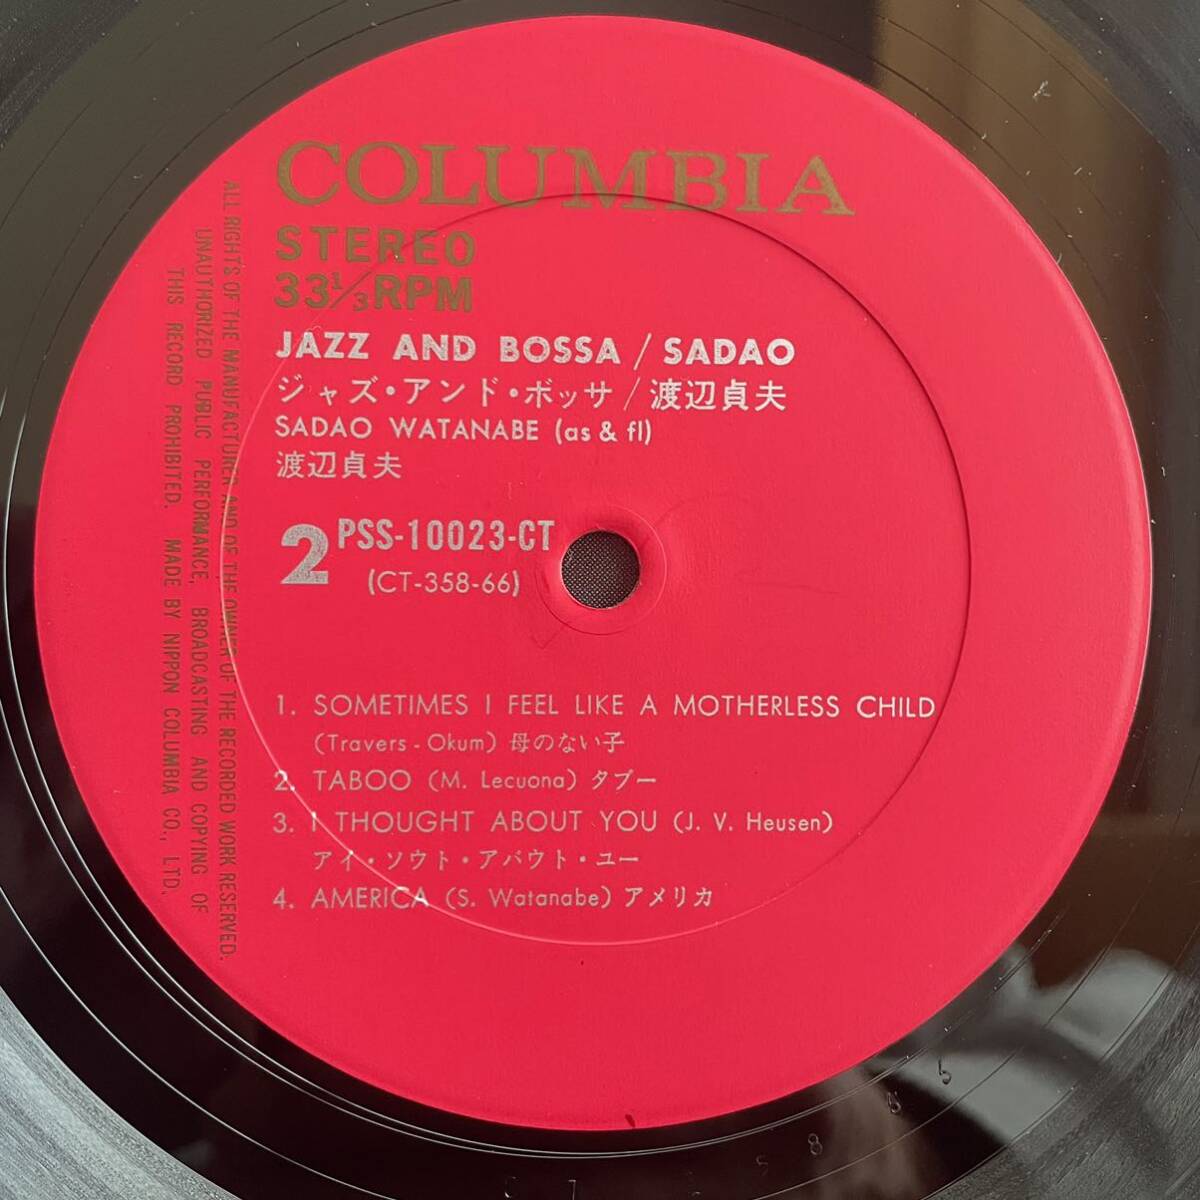 COLUMBIA
STEREO
33⅓ RPM
JAZZ AND BOSSA / SADAO
ジャズ・アンド・ボッサ / 渡辺貞夫
SADAO WATANABE (as & fl)
渡辺貞夫
2 PSS-10023-CT
(CT-358-66)
1. SOMETIMES I FEEL LIKE A MOTHERLESS CHILD
(Travers - Okum) 母のない子
2. TABOO (M. Lecuona) タブー
3. I THOUGHT ABOUT YOU (J. V. Heusen)
アイ・ソウト・アバウト・ユー
4. AMERICA (S. Watanabe) アメリカ
ALL RIGHTS OF THE MANUFACTURER AND OF THE OWNER OF THE RECORDED WORK RESERVED.
UNAUTHORIZED PUBLIC PERFORMANCE, BROADCASTING AND COPYING OF
THIS RECORD PROHIBITED. MADE BY NIPPON COLUMBIA CO., LTD.